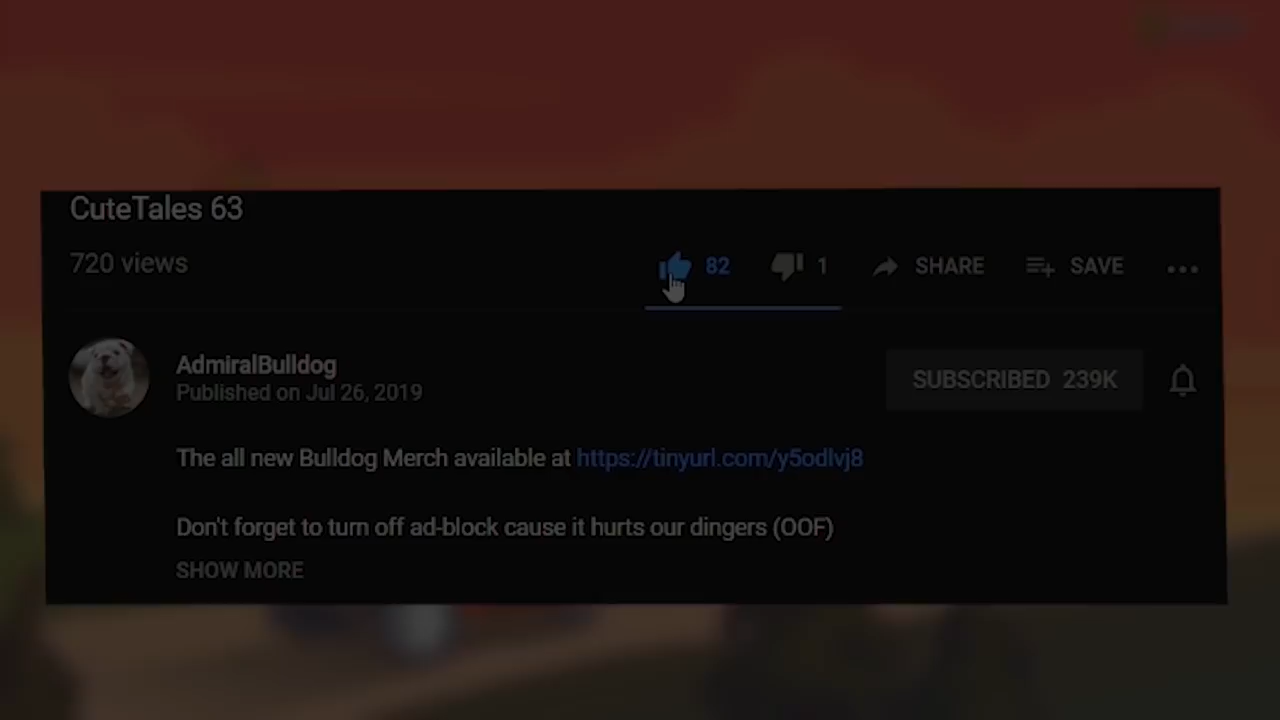 CuteTales 63
720 views
82 1 SHARE SAVE
AdmiralBulldog
Published on Jul 26, 2019
SUBSCRIBED 239K
The all new Bulldog Merch available at https://tinyurl.com/y5odlvj8
Don't forget to turn off ad-block cause it hurts our dingers (OOF)
SHOW MORE